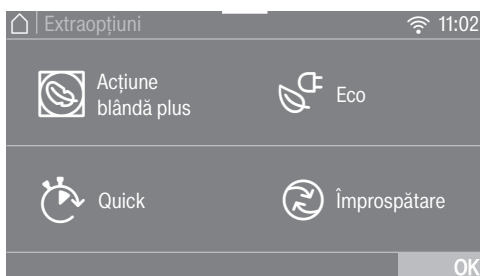 Extraopțiuni
11:02
Acțiune
blândă plus
Eco
Quick
Împrospătare
OK